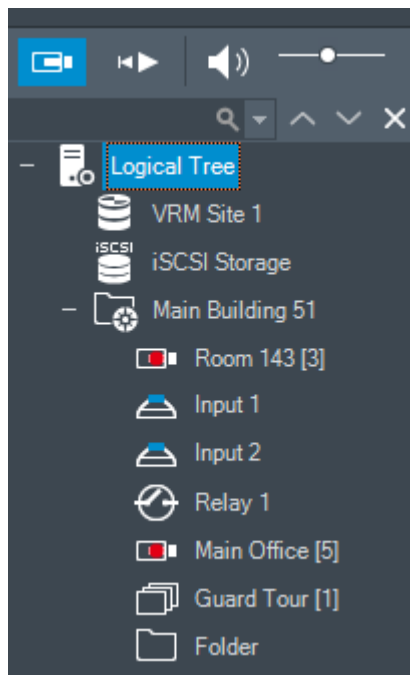 Logical Tree
VRM Site 1
iSCSI
iSCSI Storage
Main Building 51
Room 143 [3]
Input 1
Input 2
Relay 1
Main Office [5]
Guard Tour [1]
Folder